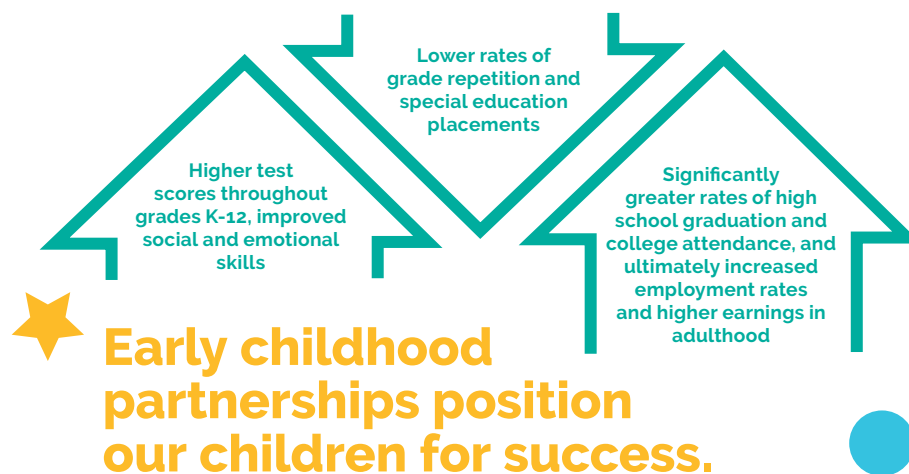 Higher test
scores throughout
grades K-12, improved
social and emotional
skills
Lower rates of
grade repetition and
special education
placements
Significantly
greater rates of high
school graduation and
college attendance, and
ultimately increased
employment rates
and higher earnings in
adulthood
Early childhood
partnerships position
our children for success.